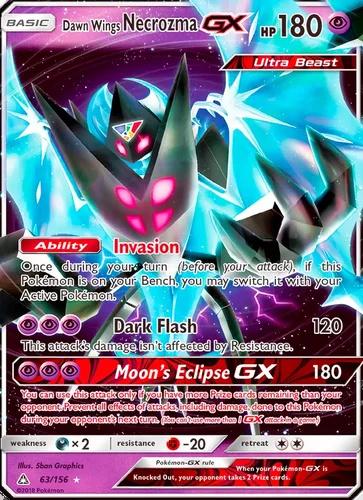 BASIC Dawn Wings Necrozma GX HP 180
Ultra Beast
Ability Invasion
Once during your turn (before your attack), if this
Pokémon is on your Bench, you may switch it with your
Active Pokémon.
Dark Flash 120
This attack's damage isn't affected by Resistance.
Moon's Eclipse GX 180
You can use this attack only if you have more Prize cards remaining than your
opponent. Prevent all effects of attacks, including damage, done to this Pokémon
during your opponent's next turn. (You can't use more than 1 GX attack in a game.)
weakness ×2 resistance -20 retreat
Illus. 5ban Graphics
Pokémon-GX rule
When your Pokémon-GX is
Knocked Out, your opponent takes 2 Prize cards.
63/156
©2018 Pokémon